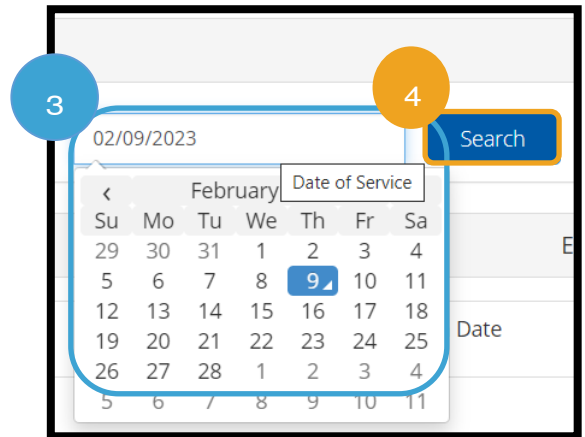 3
4
02/09/2023
Search
‹ February
Date of Service
Su Mo Tu We Th Fr Sa
29 30 31 1 2 3 4
E
5 6 7 8 9 10 11
12 13 14 15 16 17 18
Date
19 20 21 22 23 24 25
26 27 28 1 2 3 4
5 6 7 8 9 10 11